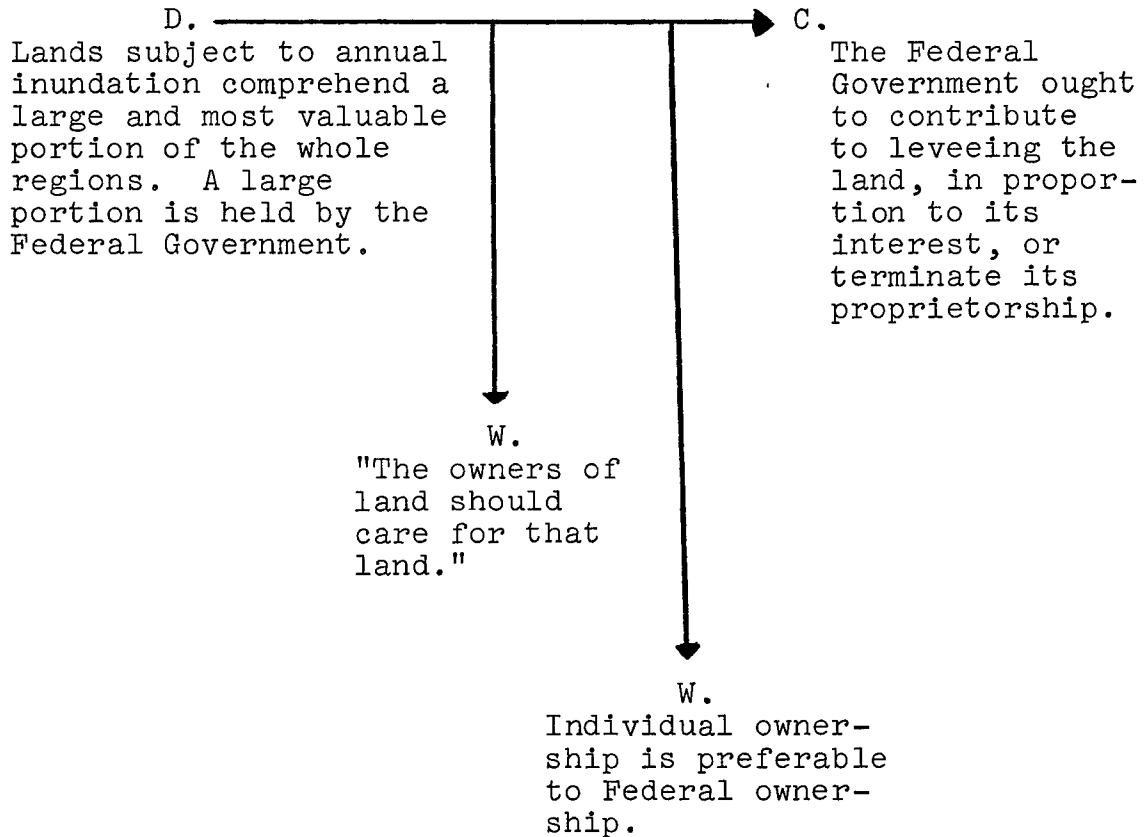 D.
Lands subject to annual
inundation comprehend a
large and most valuable
portion of the whole
regions. A large
portion is held by the
Federal Government.
C.
The Federal
Government ought
to contribute
to leveeing the
land, in propor-
tion to its
interest, or
terminate its
proprietorship.
W.
"The owners of
land should
care for that
land."
W.
Individual owner-
ship is preferable
to Federal owner-
ship.